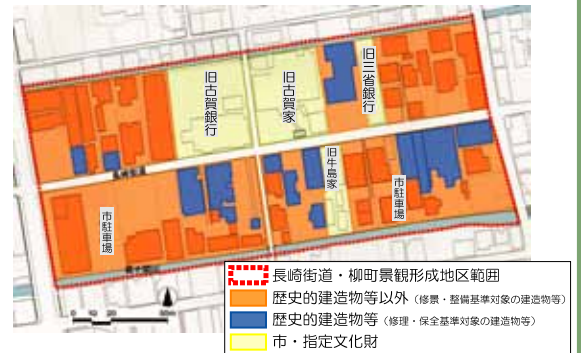 旧古賀銀行
旧古賀家
旧三省銀行
長崎街道
旧牛島家
市駐車場
市駐車場
長崎街道・柳町景観形成地区範囲
歴史的建造物等以外（修景・整備基準対象の建造物等）
歴史的建造物等（修理・保全基準対象の建造物等）
市・指定文化財